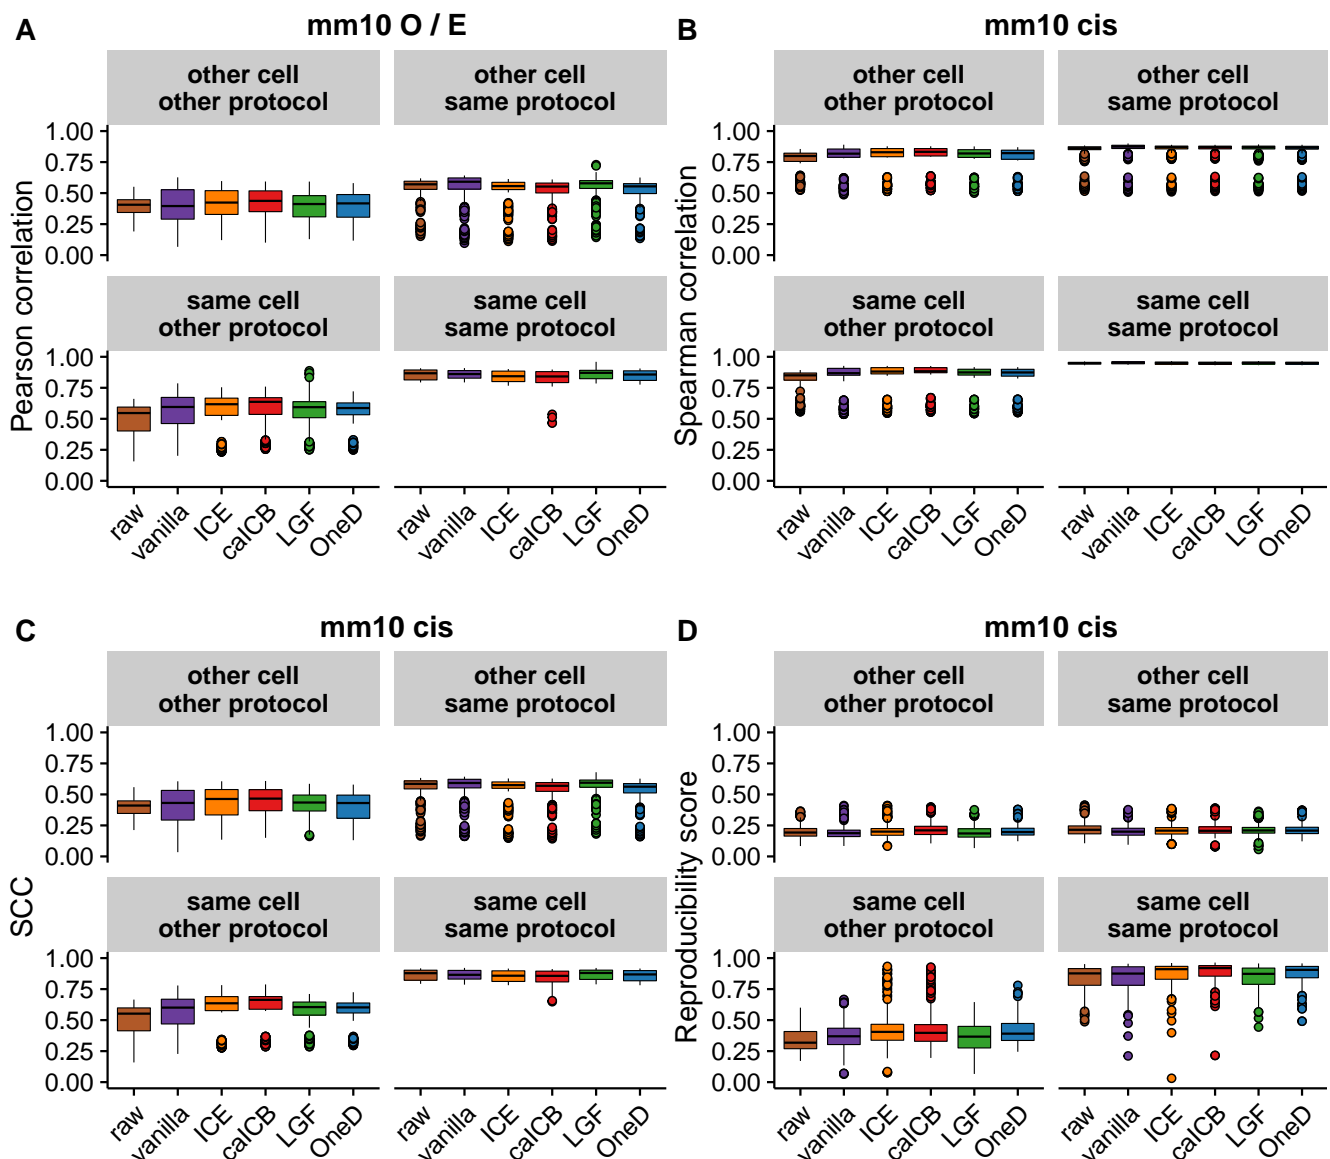 A
mm10 O / E
other cell
other protocol
other cell
same protocol
1.00
0.75
0.50
0.25
0.00
same cell
other protocol
same cell
same protocol
1.00
0.75
0.50
0.25
0.00
Pearson correlation
raw
vanilla
ICE
caICB
LGF
OneD
raw
vanilla
ICE
caICB
LGF
OneD
B
mm10 cis
other cell
other protocol
other cell
same protocol
1.00
0.75
0.50
0.25
0.00
same cell
other protocol
same cell
same protocol
1.00
0.75
0.50
0.25
0.00
Spearman correlation
raw
vanilla
ICE
caICB
LGF
OneD
raw
vanilla
ICE
caICB
LGF
OneD
C
mm10 cis
other cell
other protocol
other cell
same protocol
1.00
0.75
0.50
0.25
0.00
same cell
other protocol
same cell
same protocol
1.00
0.75
0.50
0.25
0.00
SCC
raw
vanilla
ICE
caICB
LGF
OneD
raw
vanilla
ICE
caICB
LGF
OneD
D
mm10 cis
other cell
other protocol
other cell
same protocol
1.00
0.75
0.50
0.25
0.00
same cell
other protocol
same cell
same protocol
1.00
0.75
0.50
0.25
0.00
Reproducibility score
raw
vanilla
ICE
caICB
LGF
OneD
raw
vanilla
ICE
caICB
LGF
OneD